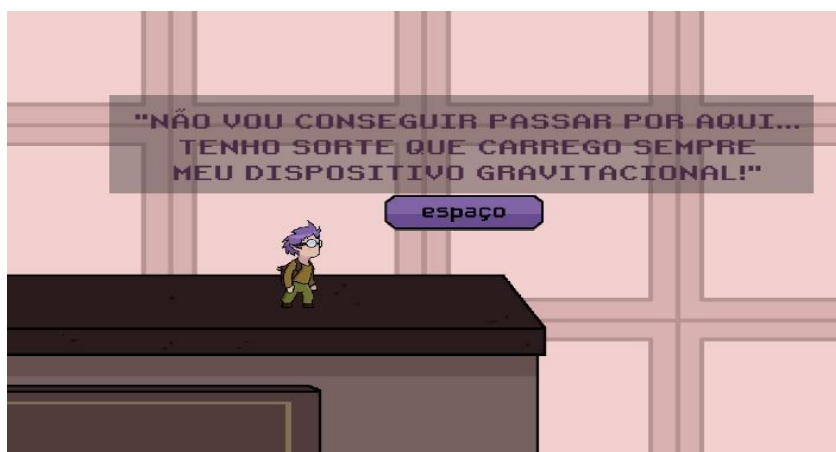 "NÃO VOU CONSEGUIR PASSAR POR AQUI...
TENHO SORTE QUE CARREGO SEMPRE
MEU DISPOSITIVO GRAVITACIONAL!"
espaço